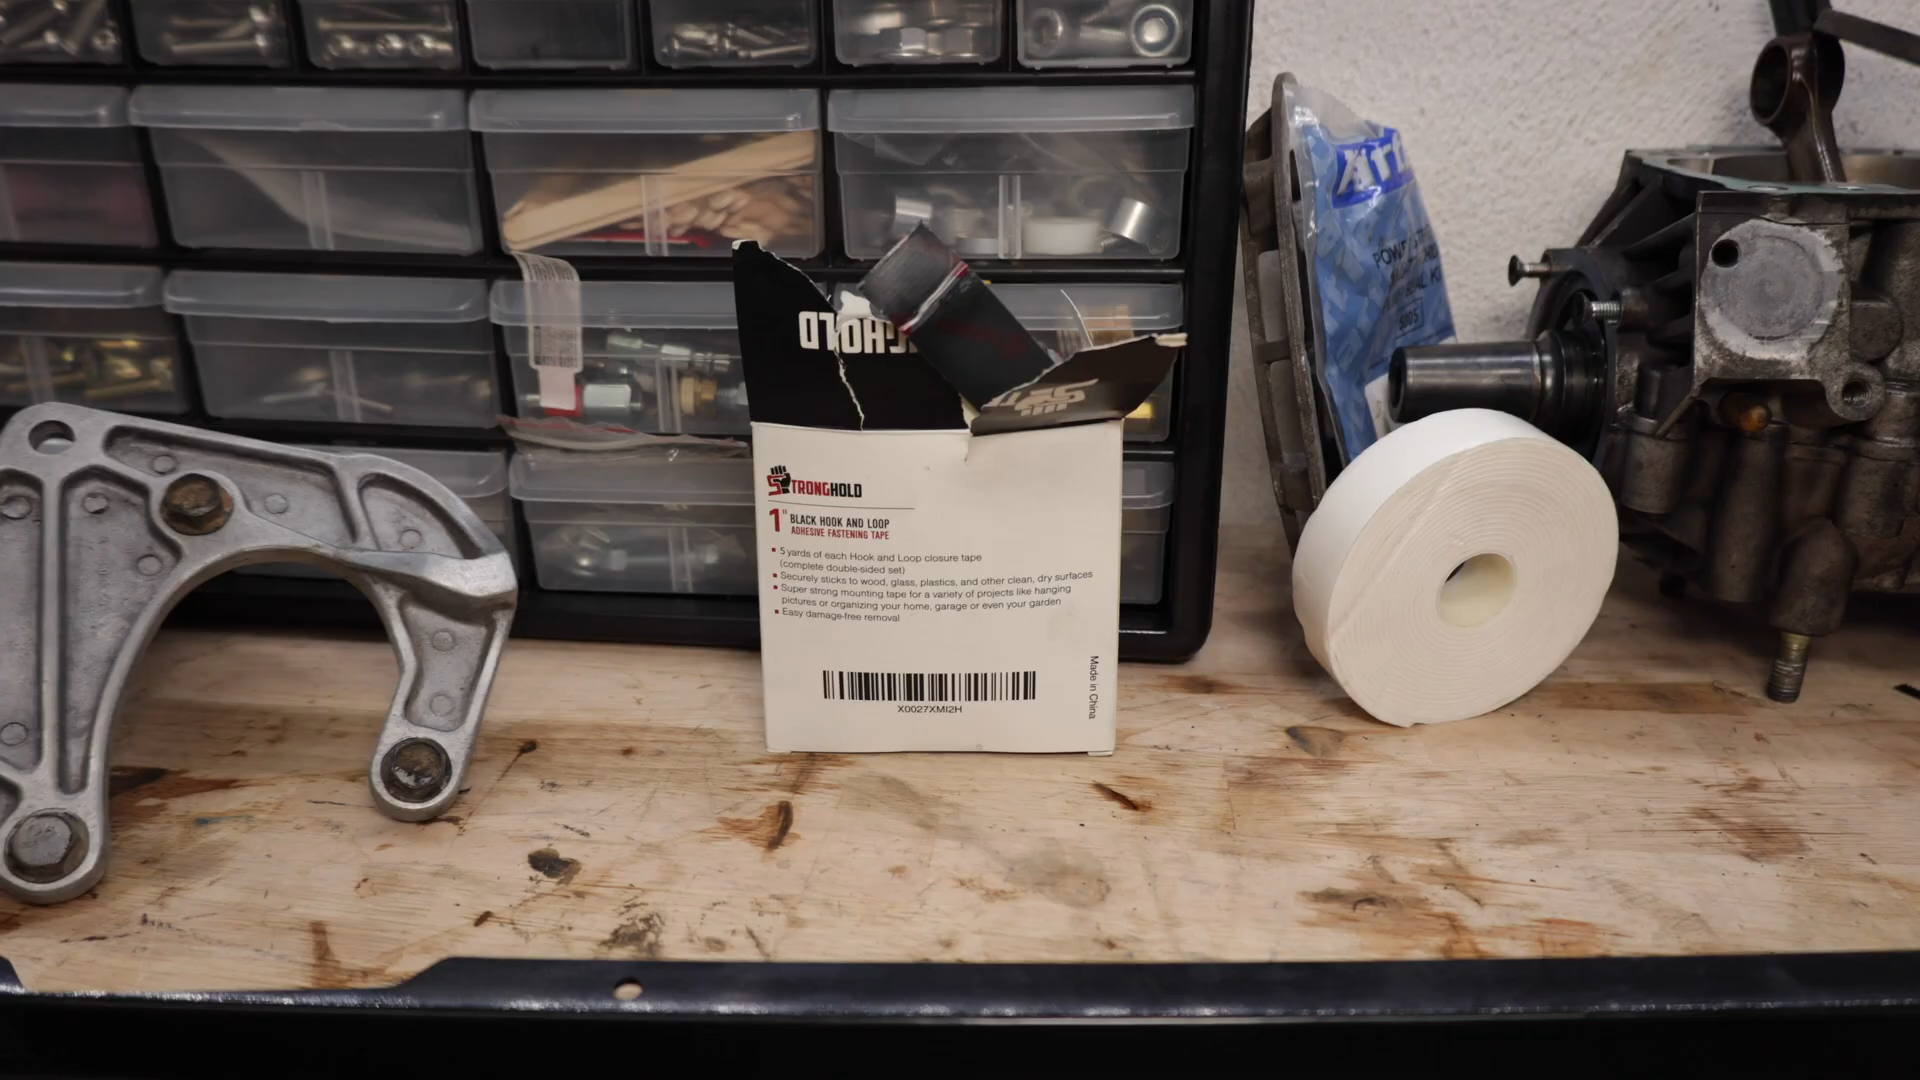 STRONGHOLD
STRONGHOLD
1" BLACK HOOK AND LOOP
ADHESIVE FASTENING TAPE
5 yards of each Hook and Loop closure tape
(complete double-sided set)
Securely sticks to wood, glass, plastics, and other clean, dry surfaces
Super strong mounting tape for a variety of projects like hanging
pictures or organizing your home, garage or even your garden
Easy damage-free removal
X0027XMI2H
Made in China